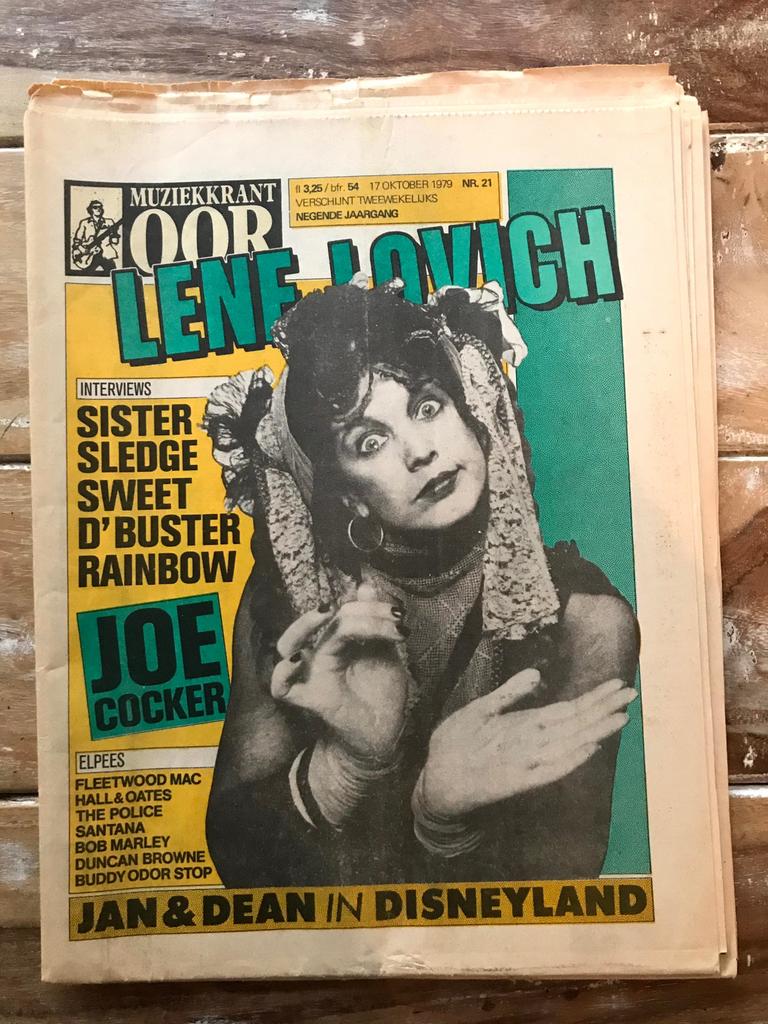 MUZIEKKRANT
OOR
fl 3,25 / bfr. 54 17 OKTOBER 1979 NR. 21
VERSCHIJNT TWEEWEKELIJKS
NEGENDE JAARGANG
LENE LOVICH
INTERVIEWS
SISTER
SLEDGE
SWEET
D'BUSTER
RAINBOW
JOE
COCKER
ELPEES
FLEETWOOD MAC
HALL & OATES
THE POLICE
SANTANA
BOB MARLEY
DUNCAN BROWNE
BUDDY ODOR STOP
JAN & DEAN IN DISNEYLAND